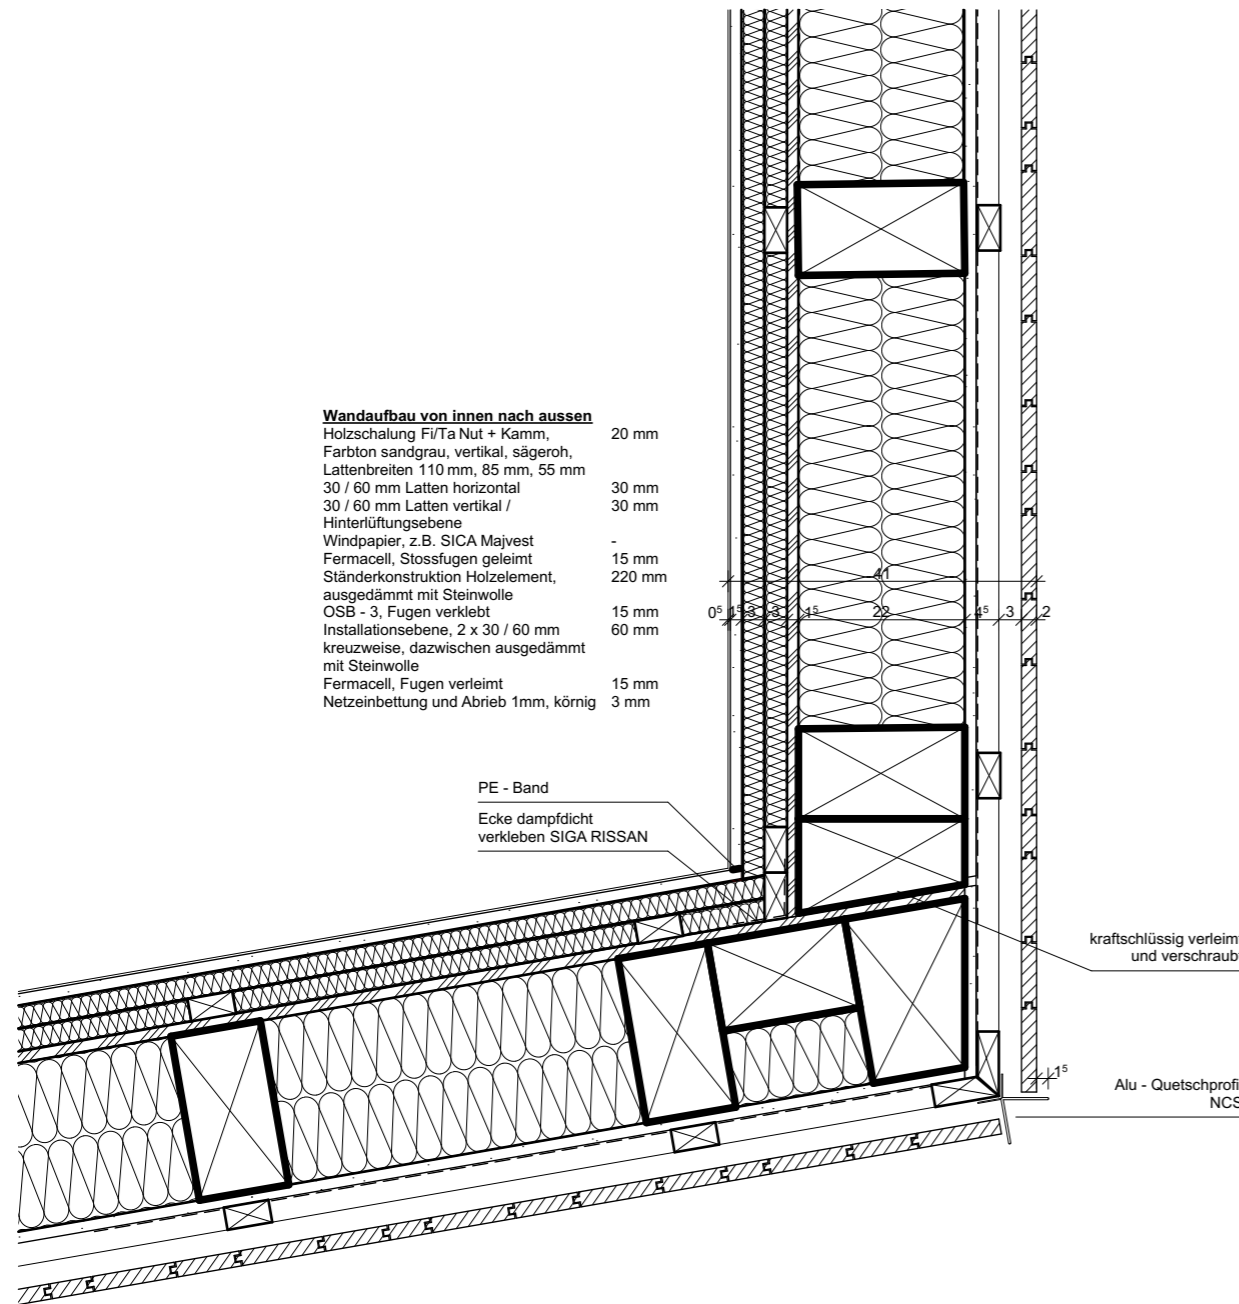 Wandaufbau von innen nach aussen
Holzschalung Fi/Ta Nut + Kamm, 20 mm
Farbton sandgrau, vertikal, sägeroh,
Lattenbreiten 110 mm, 85 mm, 55 mm
30 / 60 mm Latten horizontal 30 mm
30 / 60 mm Latten vertikal / 30 mm
Hinterlüftungsebene
Windpapier, z.B. SICA Majvest -
Fermacell, Stossfugen geleimt 15 mm
Ständerkonstruktion Holzelement, 220 mm
ausgedämmt mit Steinwolle
OSB - 3, Fugen verklebt 15 mm
Installationsebene, 2 x 30 / 60 mm 60 mm
kreuzweise, dazwischen ausgedämmt
mit Steinwolle
Fermacell, Fugen verleimt 15 mm
Netzeinbettung und Abrieb 1mm, körnig 3 mm
41
0⁵ 1⁵ 3 3 1⁵ 22 4⁵ 3 2
PE - Band
Ecke dampfdicht
verkleben SIGA RISSAN
kraftschlüssig verleimt
und verschraubt
1⁵
Alu - Quetschprofi
NCS